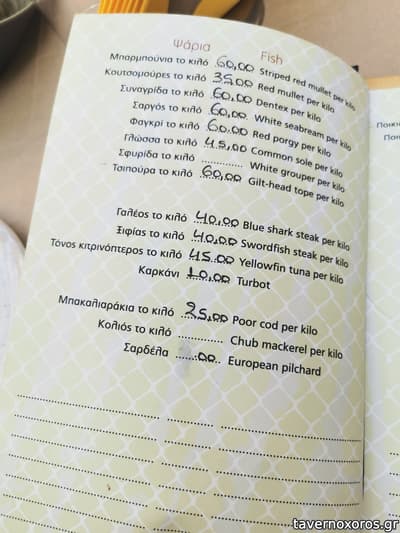 Ψάρια Fish
Μπαρμπούνια το κιλό 60,00 Striped red mullet per kilo
Κουτσομούρες το κιλό 35,00 Red mullet per kilo
Συναγρίδα το κιλό 60,00 Dentex per kilo
Σαργός το κιλό 60,00 White seabream per kilo
Φαγκρί το κιλό 60,00 Red porgy per kilo
Γλώσσα το κιλό 45,00 Common sole per kilo
Σφυρίδα το κιλό .............. White grouper per kilo
Τσιπούρα το κιλό 60,00 Gilt-head tope per kilo
Γαλέος το κιλό 40,00 Blue shark steak per kilo
Ξιφίας το κιλό 40,00 Swordfish steak per kilo
Τόνος κιτρινόπτερος το κιλό 45,00 Yellowfin tuna per kilo
Καρκάνι 10,00 Turbot
Μπακαλιαράκια το κιλό 25,00 Poor cod per kilo
Κολιός το κιλό .............. Chub mackerel per kilo
Σαρδέλα ......,00 European pilchard
tavernoxoros.gr